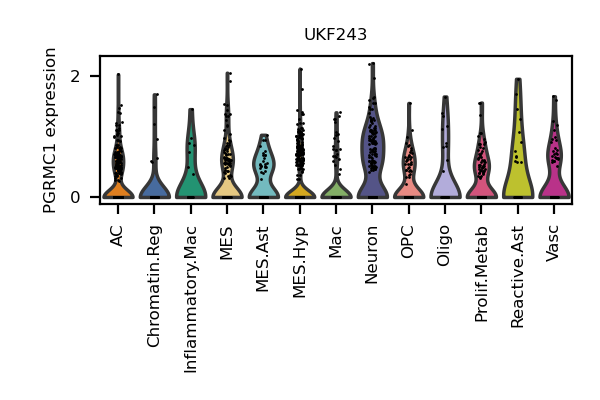 UKF243
PGRMC1 expression
2
0
AC
Chromatin.Reg
Inflammatory.Mac
MES
MES.Ast
MES.Hyp
Mac
Neuron
OPC
Oligo
Prolif.Metab
Reactive.Ast
Vasc